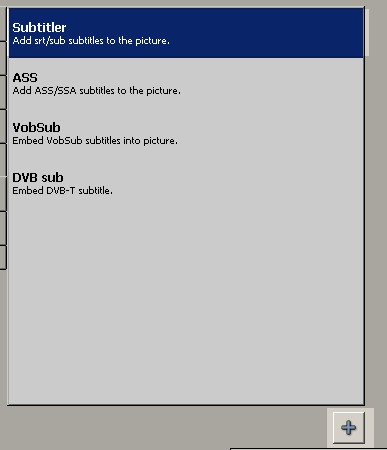 Subtitler
Add srt/sub subtitles to the picture.
ASS
Add ASS/SSA subtitles to the picture.
VobSub
Embed VobSub subtitles into picture.
DVB sub
Embed DVB-T subtitle.